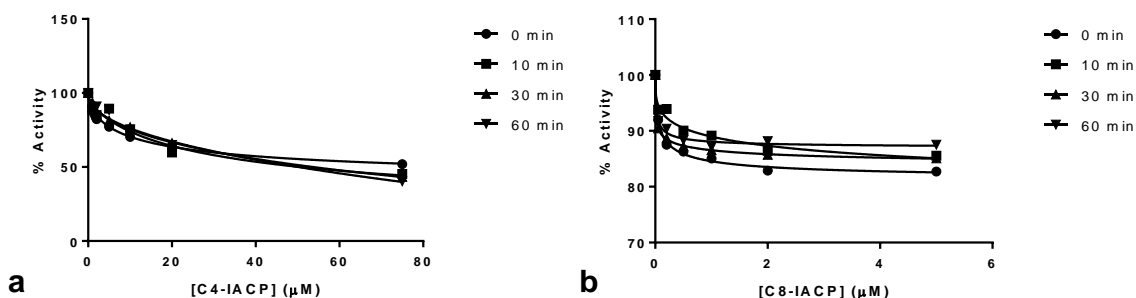 150
100
50
0
% Activity
0 20 40 60 80
[C4-IACP] (μM)
0 min
10 min
30 min
60 min
a
110
100
90
80
70
% Activity
0 2 4 6
[C8-IACP] (μM)
0 min
10 min
30 min
60 min
b